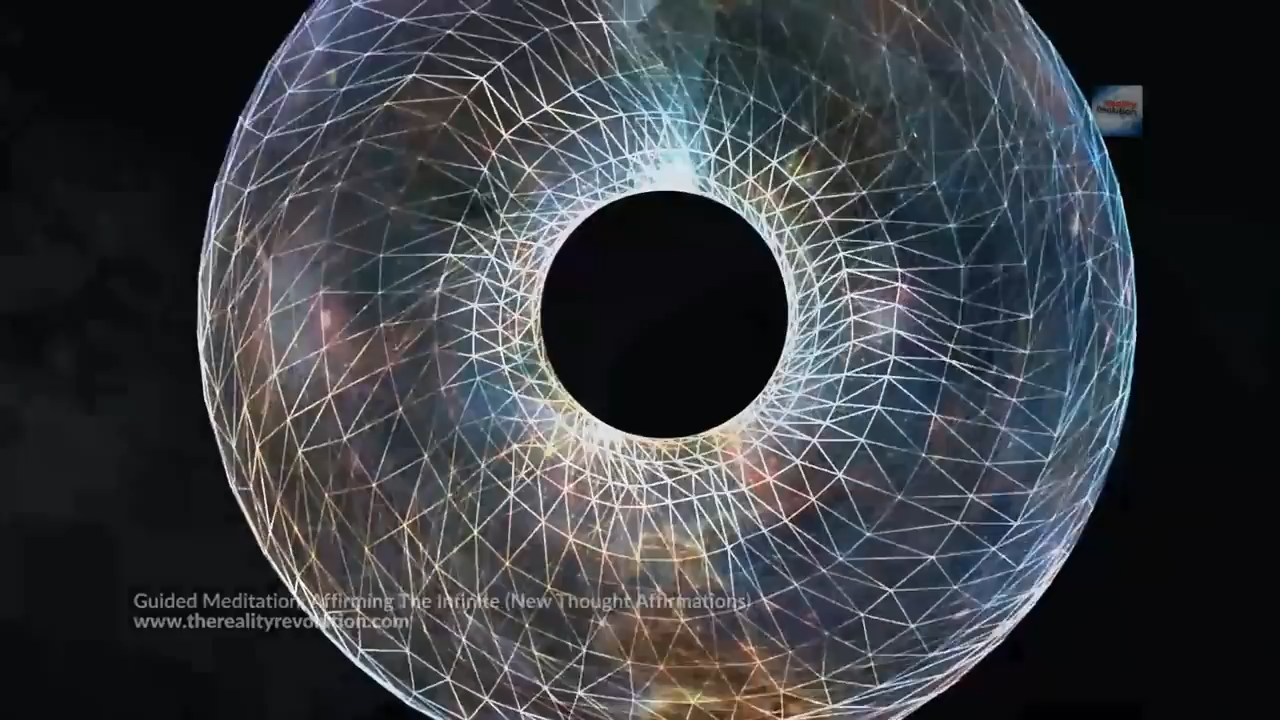 Guided Meditation, Affirming The Infinite (New Thought Affirmations)
www.therealityrevolution.com